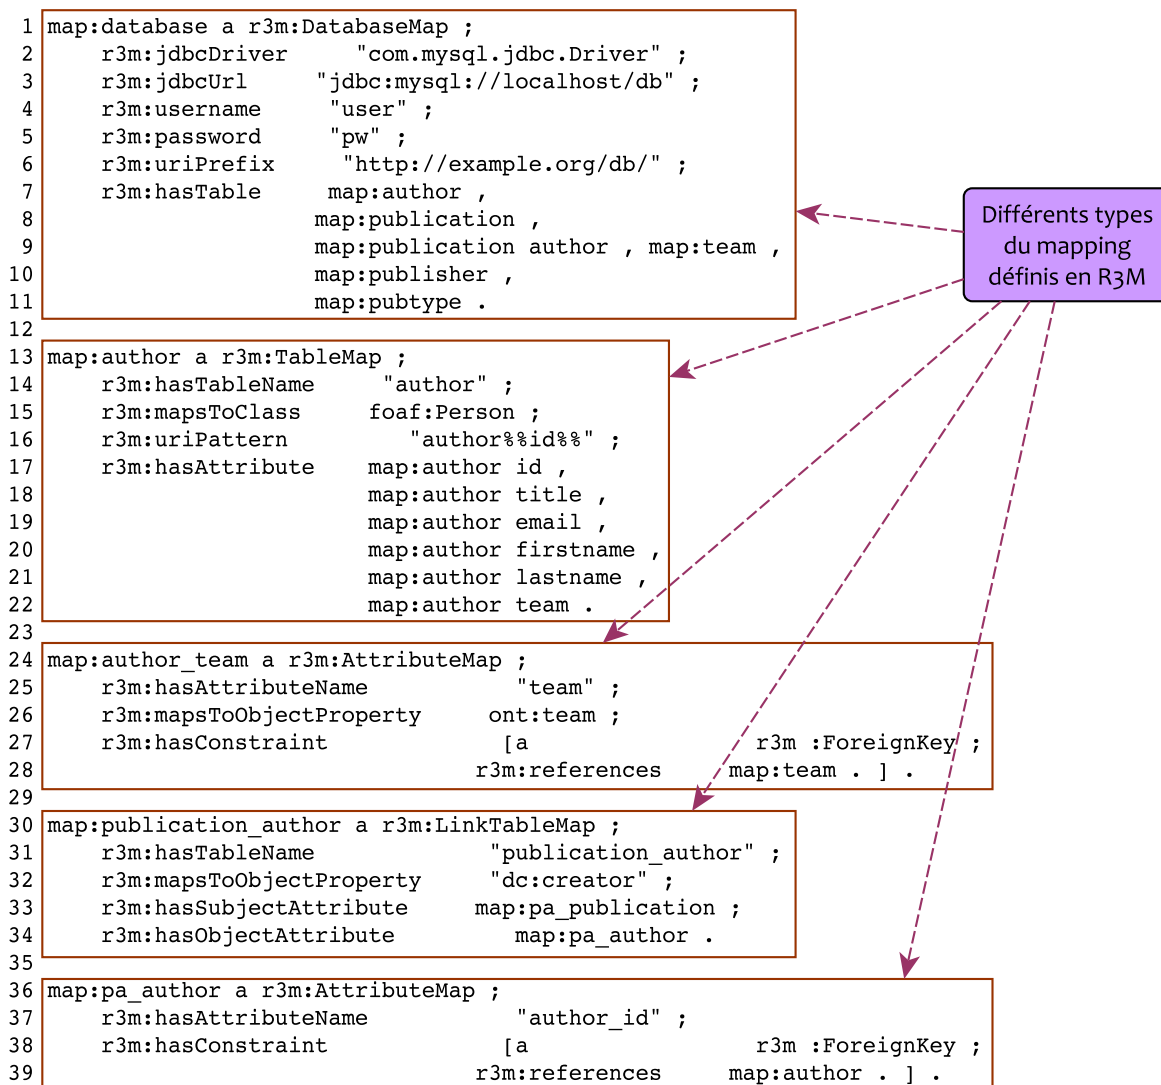 1 map:database a r3m:DatabaseMap ;
2 r3m:jdbcDriver "com.mysql.jdbc.Driver" ;
3 r3m:jdbcUrl "jdbc:mysql://localhost/db" ;
4 r3m:username "user" ;
5 r3m:password "pw" ;
6 r3m:uriPrefix "http://example.org/db/" ;
7 r3m:hasTable map:author ,
8 map:publication ,
9 map:publication author , map:team ,
10 map:publisher ,
11 map:pubtype .
12
13 map:author a r3m:TableMap ;
14 r3m:hasTableName "author" ;
15 r3m:mapsToClass foaf:Person ;
16 r3m:uriPattern "author%%id%%" ;
17 r3m:hasAttribute map:author id ,
18 map:author title ,
19 map:author email ,
20 map:author firstname ,
21 map:author lastname ,
22 map:author team .
23
24 map:author_team a r3m:AttributeMap ;
25 r3m:hasAttributeName "team" ;
26 r3m:mapsToObjectProperty ont:team ;
27 r3m:hasConstraint [a r3m :ForeignKey ;
28 r3m:references map:team . ] .
29
30 map:publication_author a r3m:LinkTableMap ;
31 r3m:hasTableName "publication_author" ;
32 r3m:mapsToObjectProperty "dc:creator" ;
33 r3m:hasSubjectAttribute map:pa_publication ;
34 r3m:hasObjectAttribute map:pa_author .
35
36 map:pa_author a r3m:AttributeMap ;
37 r3m:hasAttributeName "author_id" ;
38 r3m:hasConstraint [a r3m :ForeignKey ;
39 r3m:references map:author . ] .
Différents types
du mapping
définis en R3M